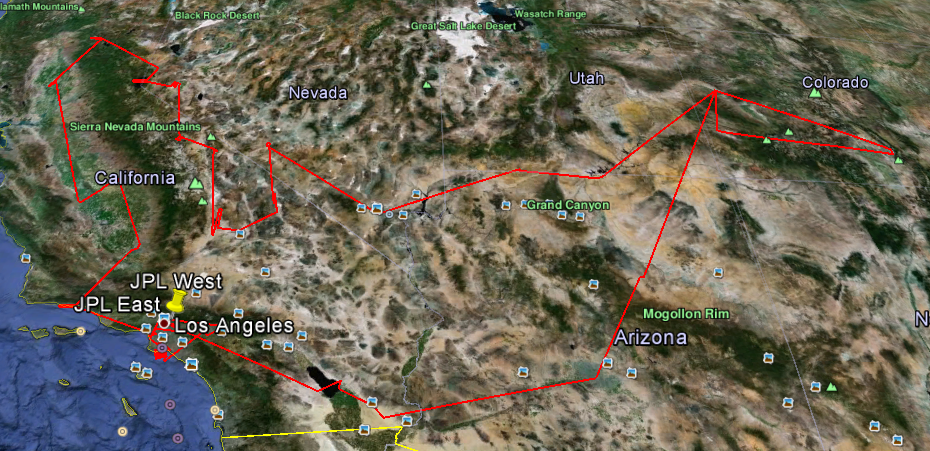 lamath Mountains
Black Rock Desert
Wasatch Range
Great Salt Lake Desert
Utah
Colorado
Nevada
Sierra Nevada Mountains
California
Grand Canyon
JPL West
JPL East
Los Angeles
Mogollon Rim
Arizona
N